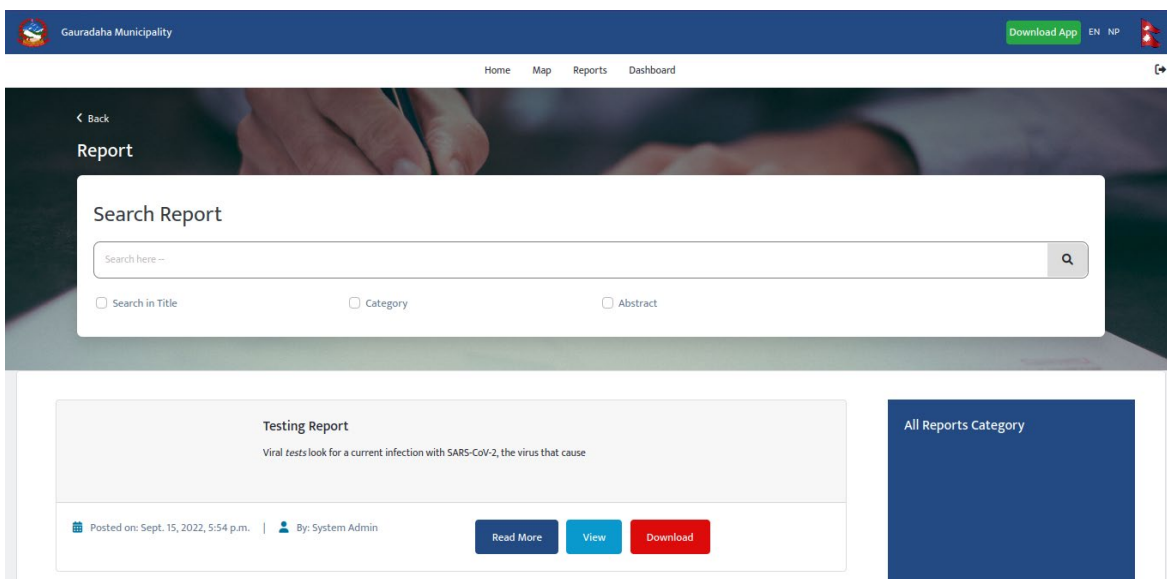 Gauradaha Municipality
Download App EN NP
Home Map Reports Dashboard
Back
Report
Search Report
Search here --
Search in Title Category Abstract
Testing Report
Viral tests look for a current infection with SARS-CoV-2, the virus that cause
Posted on: Sept. 15, 2022, 5:54 p.m. | By: System Admin
Read More View Download
All Reports Category